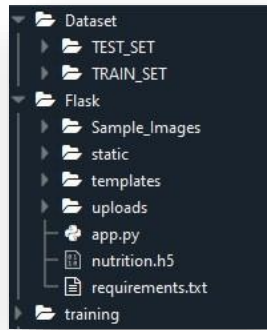 Dataset
TEST_SET
TRAIN_SET
Flask
Sample_Images
static
templates
uploads
app.py
nutrition.h5
requirements.txt
training